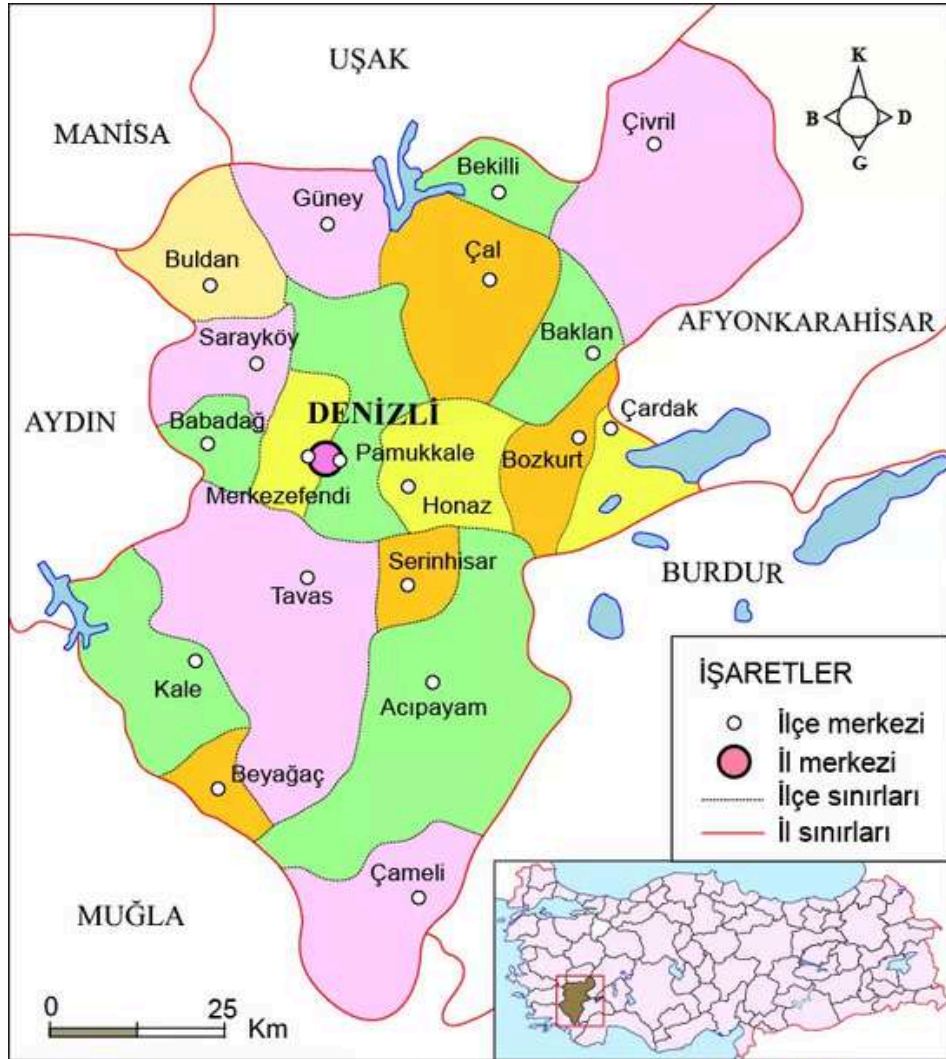 UŞAK
K
B D
G
MANİSA
Çivril
Bekilli
Güney
Çal
Buldan
AFYONKARAHİSAR
Sarayköy
Baklan
AYDIN
DENİZLİ
Çardak
Babadağ
Pamukkale
Bozkurt
Merkezefendi
Honaz
Serinhisar
BURDUR
Tavas
Kale
Acıpayam
Beyağaç
Çameli
MUĞLA
İŞARETLER
İlçe merkezi
İl merkezi
İlçe sınırları
İl sınırları
0 25
Km